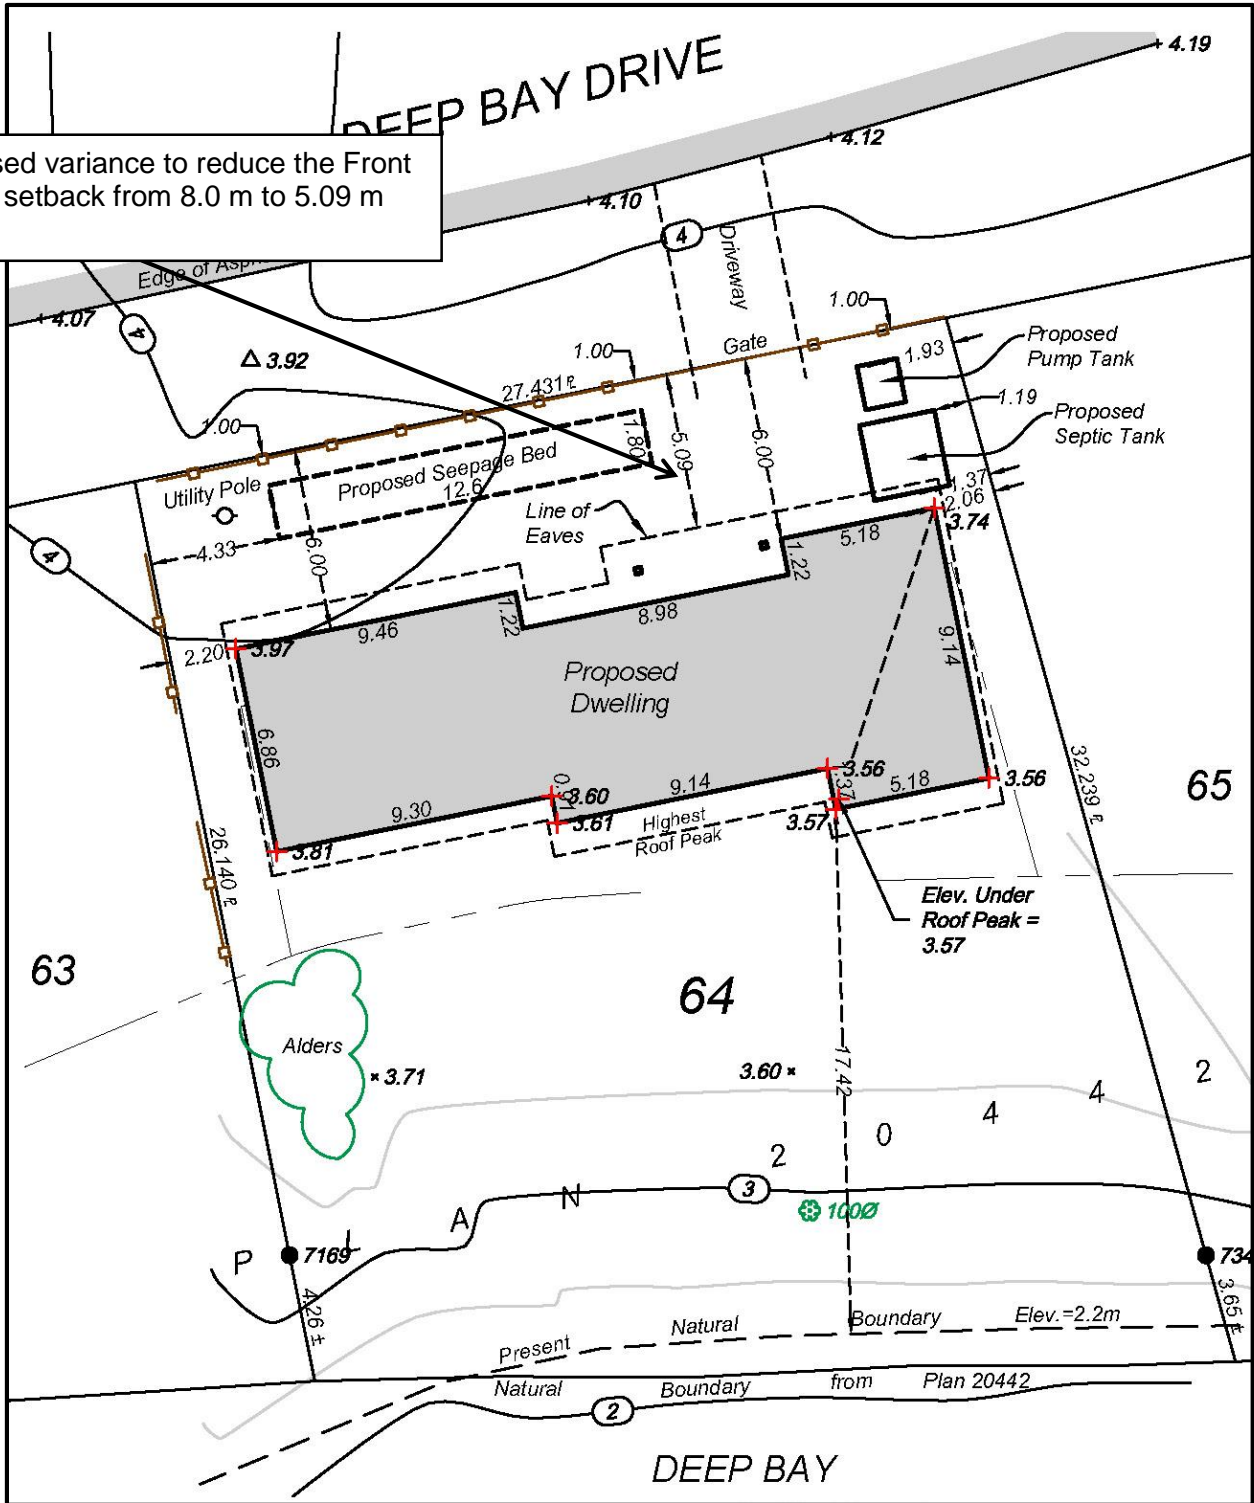 DEEP BAY DRIVE
4.19
4.12
sed variance to reduce the Front
setback from 8.0 m to 5.09 m
4.10
4
Driveway
Edge of
4.07
4
3.92
1.00
Gate
1.00
1.93
Proposed
Pump Tank
27.431 ℄
1.19
Proposed
Septic Tank
1.00
1.80
5.09
6.00
Proposed Seepage Bed
12.6
Utility Pole
Line of
Eaves
1.37
2.06
3.74
4
4.33
6.00
5.18
1.22
1.22
8.98
9.46
2.20
3.97
9.14
Proposed
Dwelling
6.86
32.239 ℄
65
3.56
3.56
9.14
5.18
3.60
9.30
3.61
3.57
Highest
Roof Peak
3.81
26.140 ℄
Elev. Under
Roof Peak =
3.57
63
64
Alders
3.71
3.60
17.42
P L A N 2 0 4 4 2
3
100Ø
7169
734
4.26 ±
3.65 ±
Present Natural Boundary Elev.=2.2m
Natural Boundary from Plan 20442
2
DEEP BAY